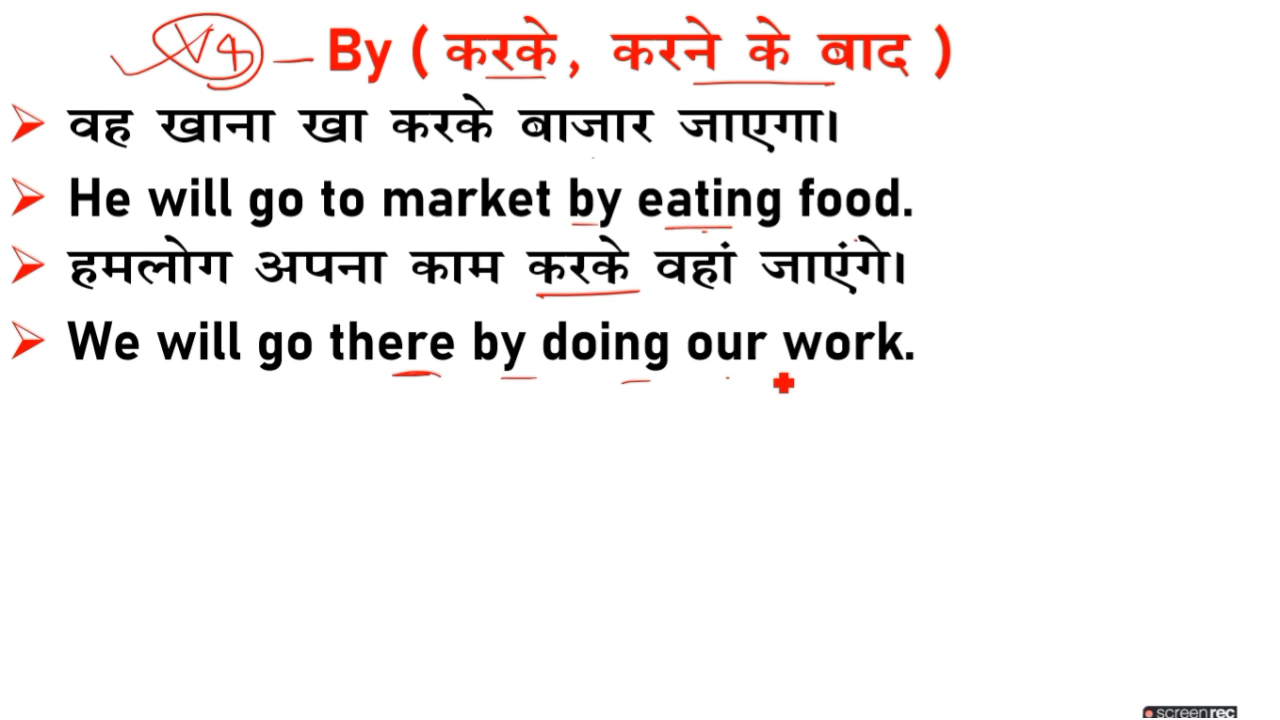 V4 – By ( करके, करने के बाद )
वह खाना खा करके बाजार जाएगा।
He will go to market by eating food.
हमलोग अपना काम करके वहां जाएंगे।
We will go there by doing our work.
screenrec